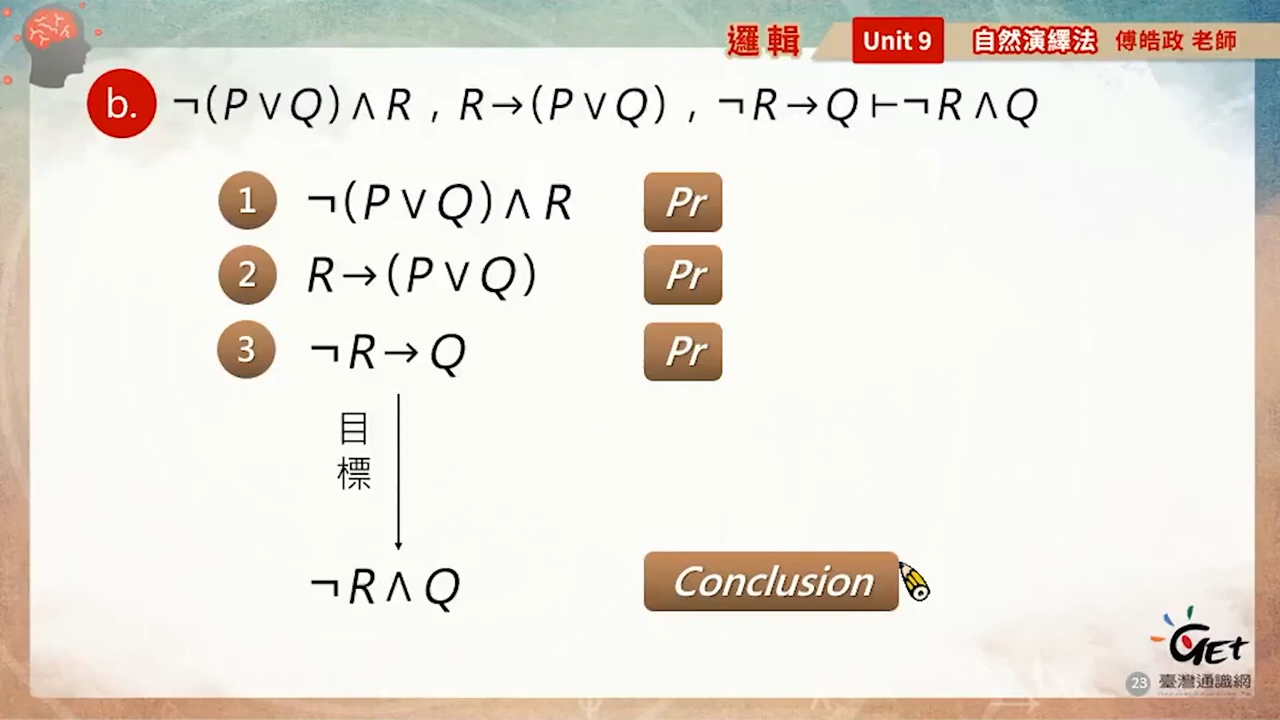 邏輯 Unit 9 自然演繹法 傅皓政 老師
b. ¬(P∨Q)∧R , R→(P∨Q) , ¬R→Q⊢¬R∧Q
1 ¬(P∨Q)∧R Pr
2 R→(P∨Q) Pr
3 ¬R→Q Pr
目標
¬R∧Q Conclusion
GEt
23 臺灣通識網